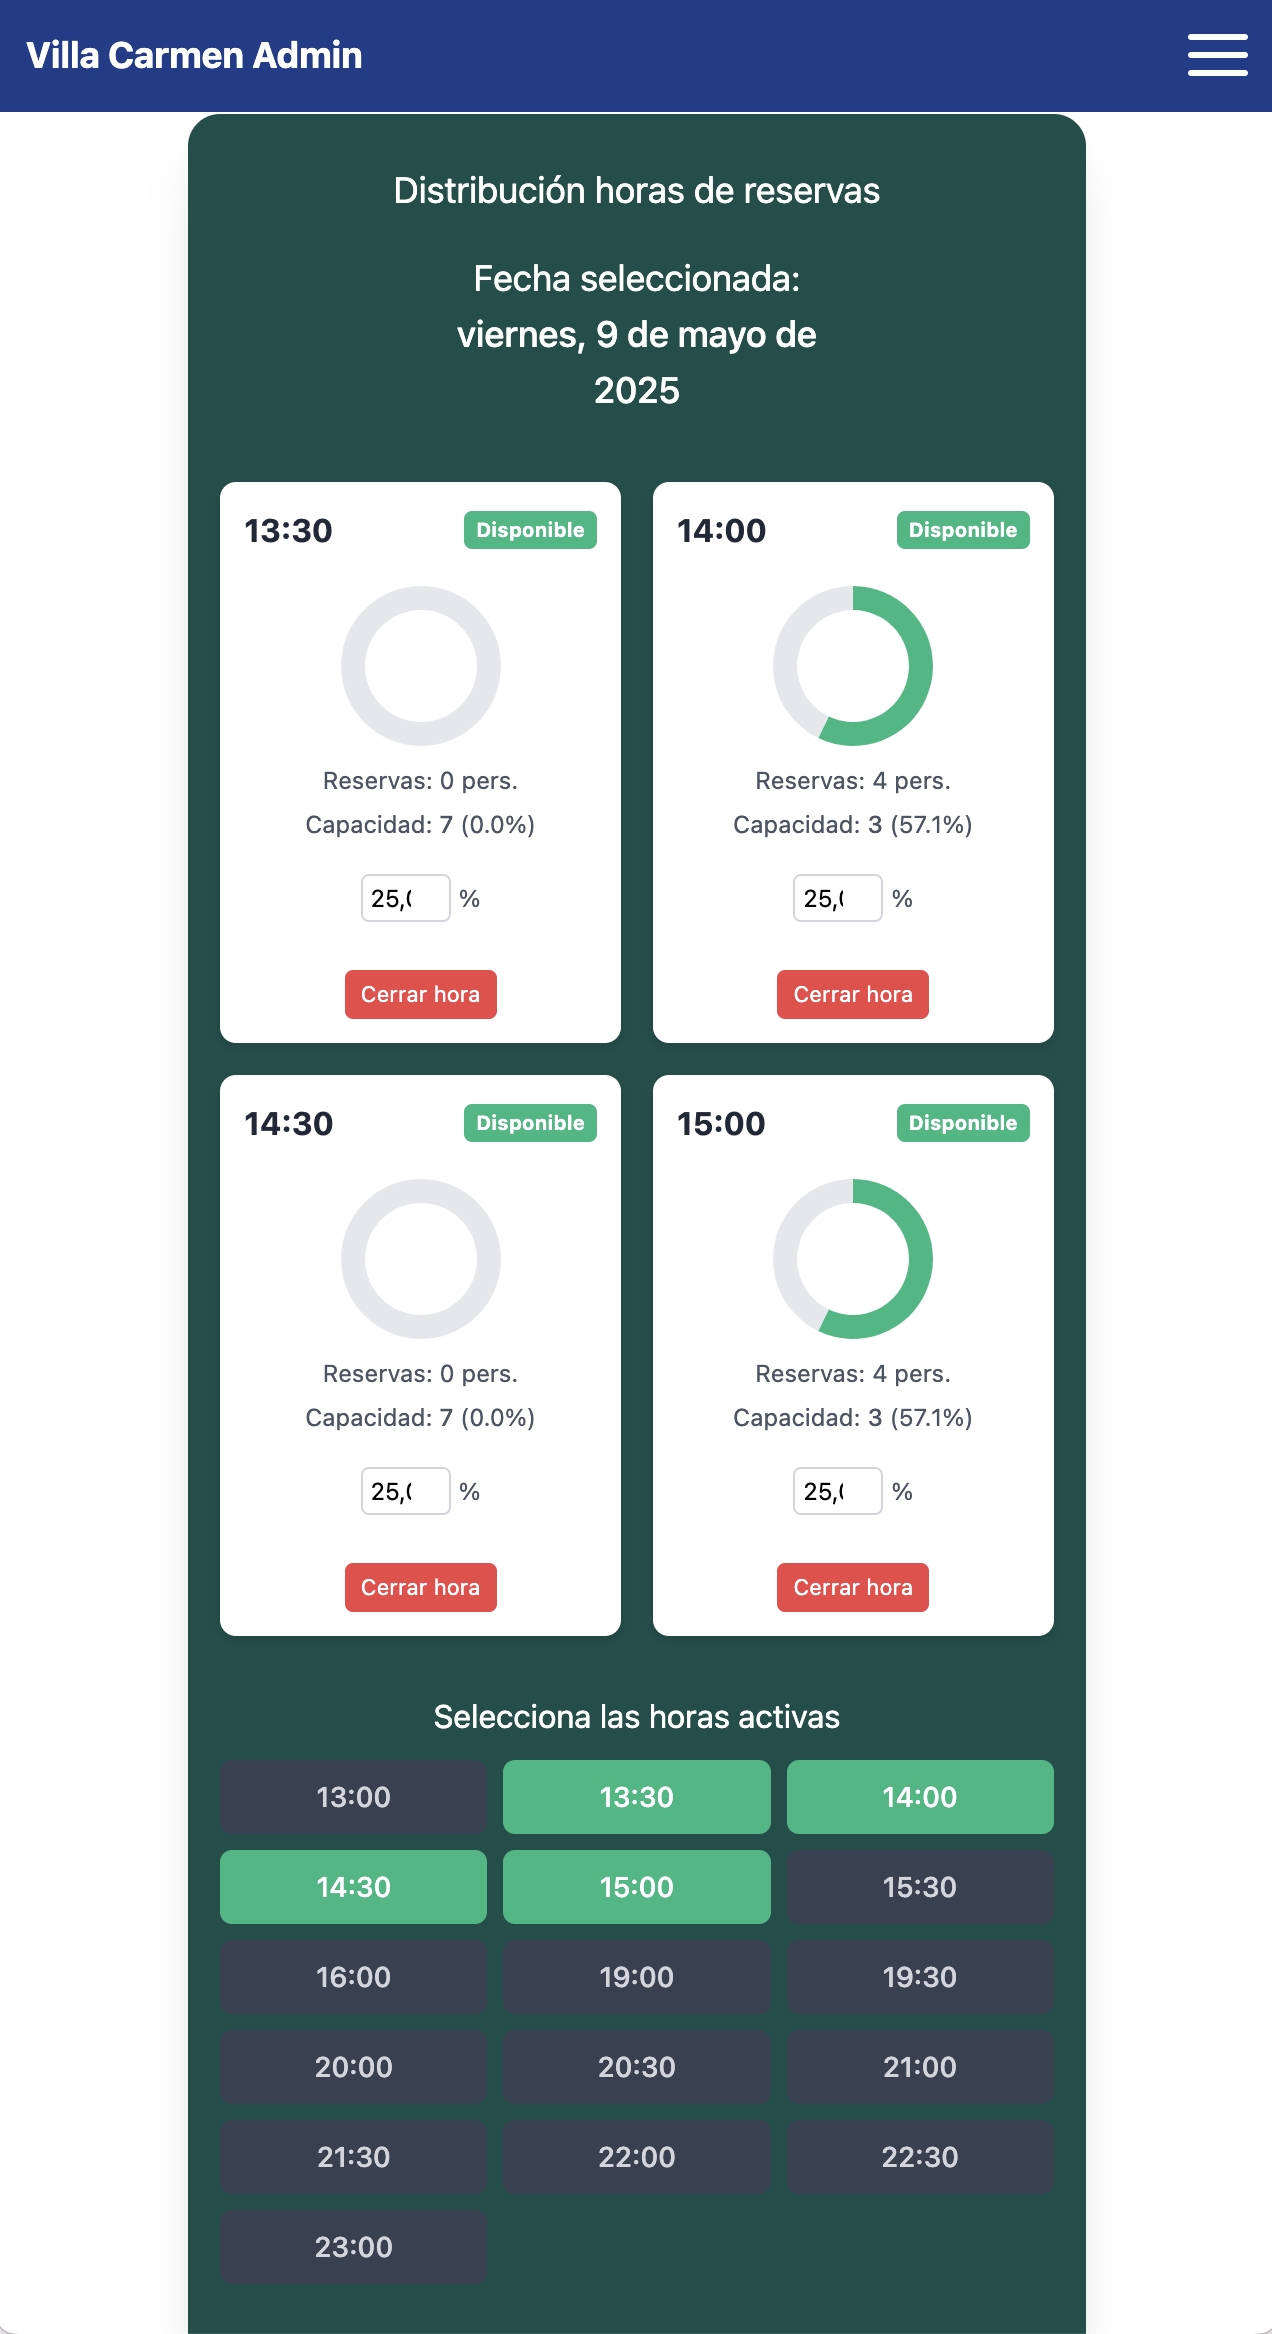 Villa Carmen Admin
Distribución horas de reservas
Fecha seleccionada:
viernes, 9 de mayo de
2025
13:30
Disponible
Reservas: 0 pers.
Capacidad: 7 (0.0%)
25,0 %
Cerrar hora
14:00
Disponible
Reservas: 4 pers.
Capacidad: 3 (57.1%)
25,0 %
Cerrar hora
14:30
Disponible
Reservas: 0 pers.
Capacidad: 7 (0.0%)
25,0 %
Cerrar hora
15:00
Disponible
Reservas: 4 pers.
Capacidad: 3 (57.1%)
25,0 %
Cerrar hora
Selecciona las horas activas
13:00 13:30 14:00
14:30 15:00 15:30
16:00 19:00 19:30
20:00 20:30 21:00
21:30 22:00 22:30
23:00